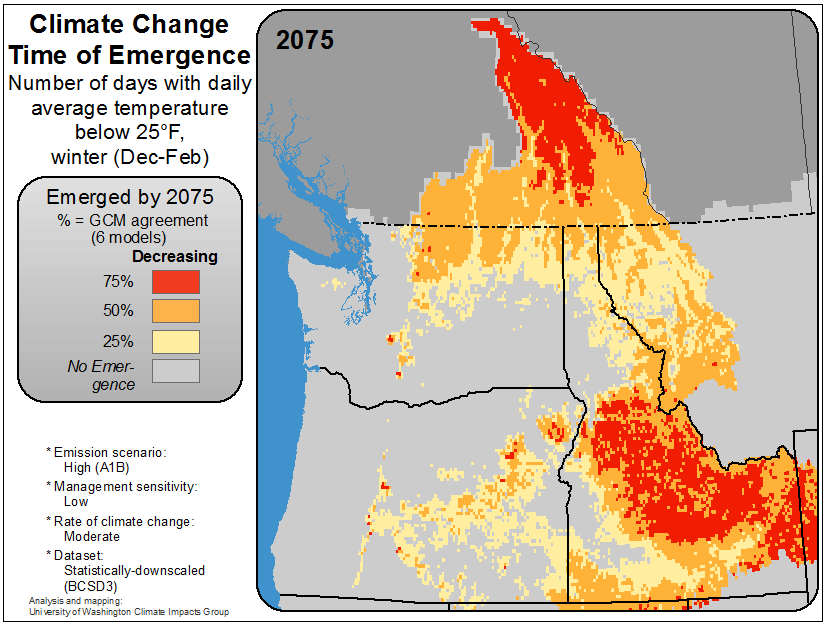 Climate Change
Time of Emergence
Number of days with daily
average temperature
below 25°F,
winter (Dec-Feb)
Emerged by 2075
% = GCM agreement
(6 models)
Decreasing
75%
50%
25%
No Emer-
gence
* Emission scenario:
High (A1B)
* Management sensitivity:
Low
* Rate of climate change:
Moderate
* Dataset:
Statistically-downscaled
(BCSD3)
Analysis and mapping:
University of Washington Climate Impacts Group
2075